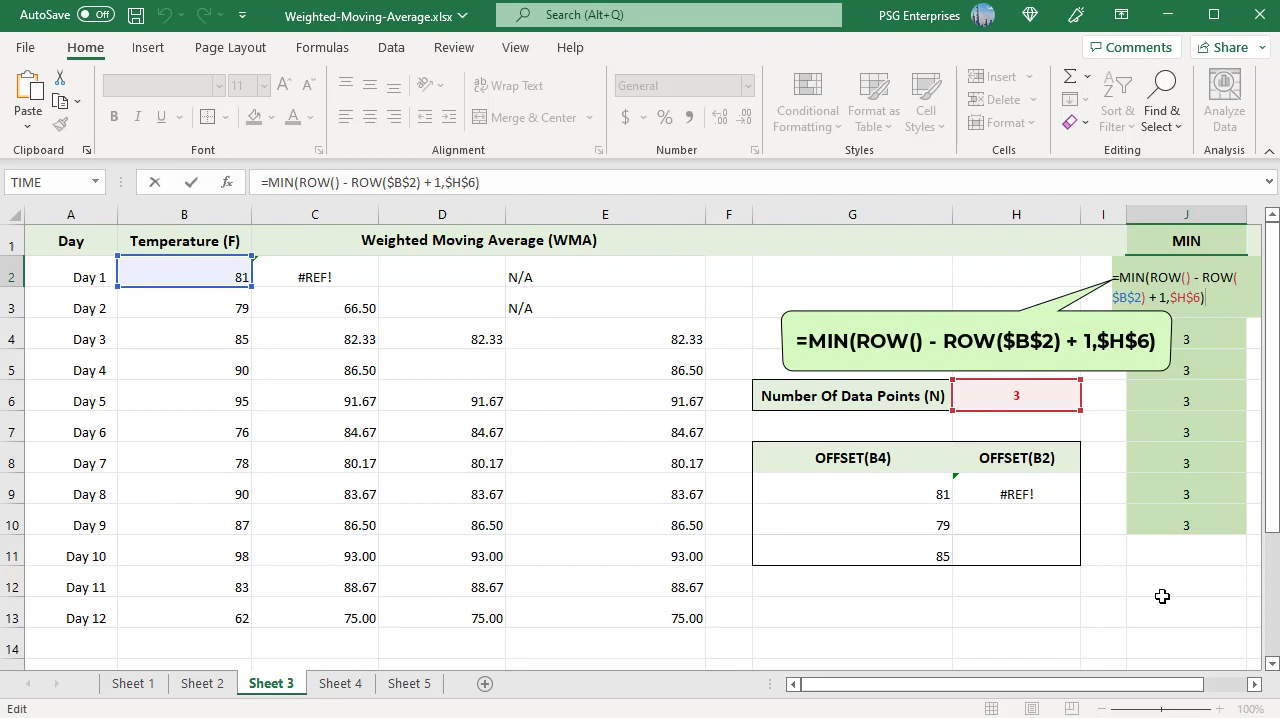 AutoSave Off Weighted-Moving-Average.xlsx Search (Alt+Q) PSG Enterprises
File Home Insert Page Layout Formulas Data Review View Help Comments Share
Paste
11
B I U A
Wrap Text
Merge & Center
General
$ %
Conditional Formatting
Format as Table
Cell Styles
Insert
Delete
Format
Sort & Filter
Find & Select
Analyze Data
Clipboard Font Alignment Number Styles Cells Editing Analysis
TIME fx =MIN(ROW() - ROW($B$2) + 1,$H$6)
A B C D E F G H I J
1 Day Temperature (F) Weighted Moving Average (WMA) MIN
2 Day 1 81 #REF! N/A =MIN(ROW() - ROW(
$B$2) + 1,$H$6)
3 Day 2 79 66.50 N/A
=MIN(ROW() - ROW($B$2) + 1,$H$6)
4 Day 3 85 82.33 82.33 82.33 3
5 Day 4 90 86.50 86.50 3
6 Day 5 95 91.67 91.67 91.67 Number Of Data Points (N) 3 3
7 Day 6 76 84.67 84.67 84.67 3
8 Day 7 78 80.17 80.17 80.17 OFFSET(B4) OFFSET(B2) 3
9 Day 8 90 83.67 83.67 83.67 81 #REF! 3
10 Day 9 87 86.50 86.50 86.50 79 3
11 Day 10 98 93.00 93.00 93.00 85
12 Day 11 83 88.67 88.67 88.67
13 Day 12 62 75.00 75.00 75.00
14
Sheet 1 Sheet 2 Sheet 3 Sheet 4 Sheet 5
Edit 100%